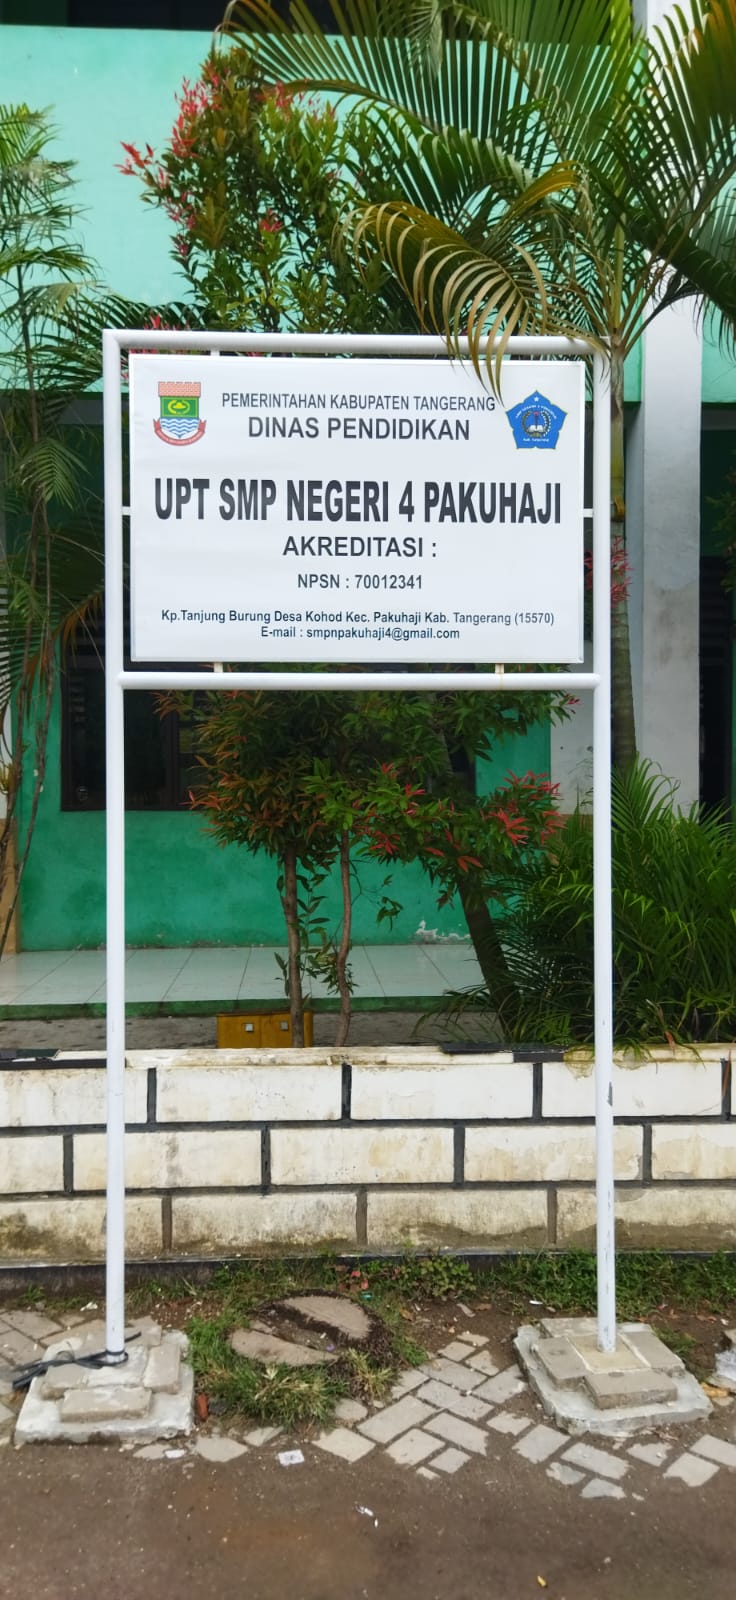 PEMERINTAHAN KABUPATEN TANGERANG
DINAS PENDIDIKAN
UPT SMP NEGERI 4 PAKUHAJI
AKREDITASI :
NPSN : 70012341
Kp.Tanjung Burung Desa Kohod Kec. Pakuhaji Kab. Tangerang (15570)
E-mail : smpnpakuhaji4@gmail.com